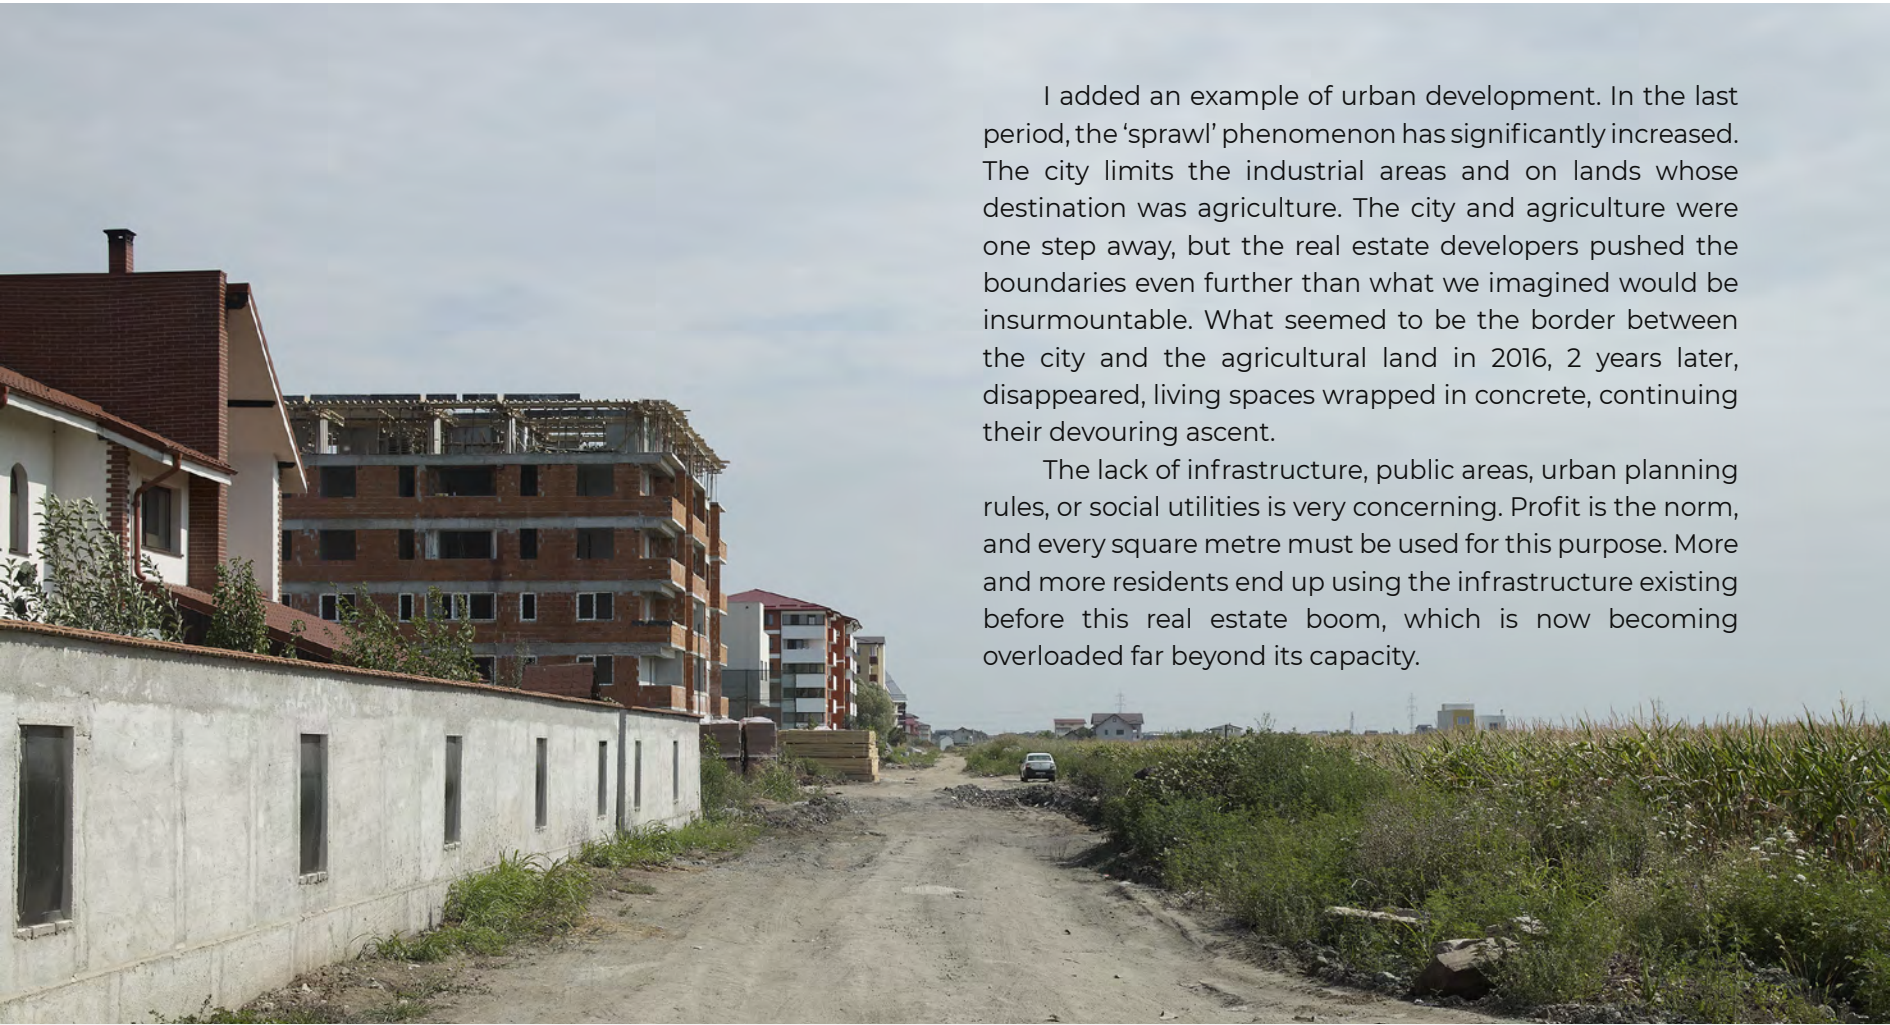 I added an example of urban development. In the last
period, the ‘sprawl’ phenomenon has significantly increased.
The city limits the industrial areas and on lands whose
destination was agriculture. The city and agriculture were
one step away, but the real estate developers pushed the
boundaries even further than what we imagined would be
insurmountable. What seemed to be the border between
the city and the agricultural land in 2016, 2 years later,
disappeared, living spaces wrapped in concrete, continuing
their devouring ascent.
The lack of infrastructure, public areas, urban planning
rules, or social utilities is very concerning. Profit is the norm,
and every square metre must be used for this purpose. More
and more residents end up using the infrastructure existing
before this real estate boom, which is now becoming
overloaded far beyond its capacity.